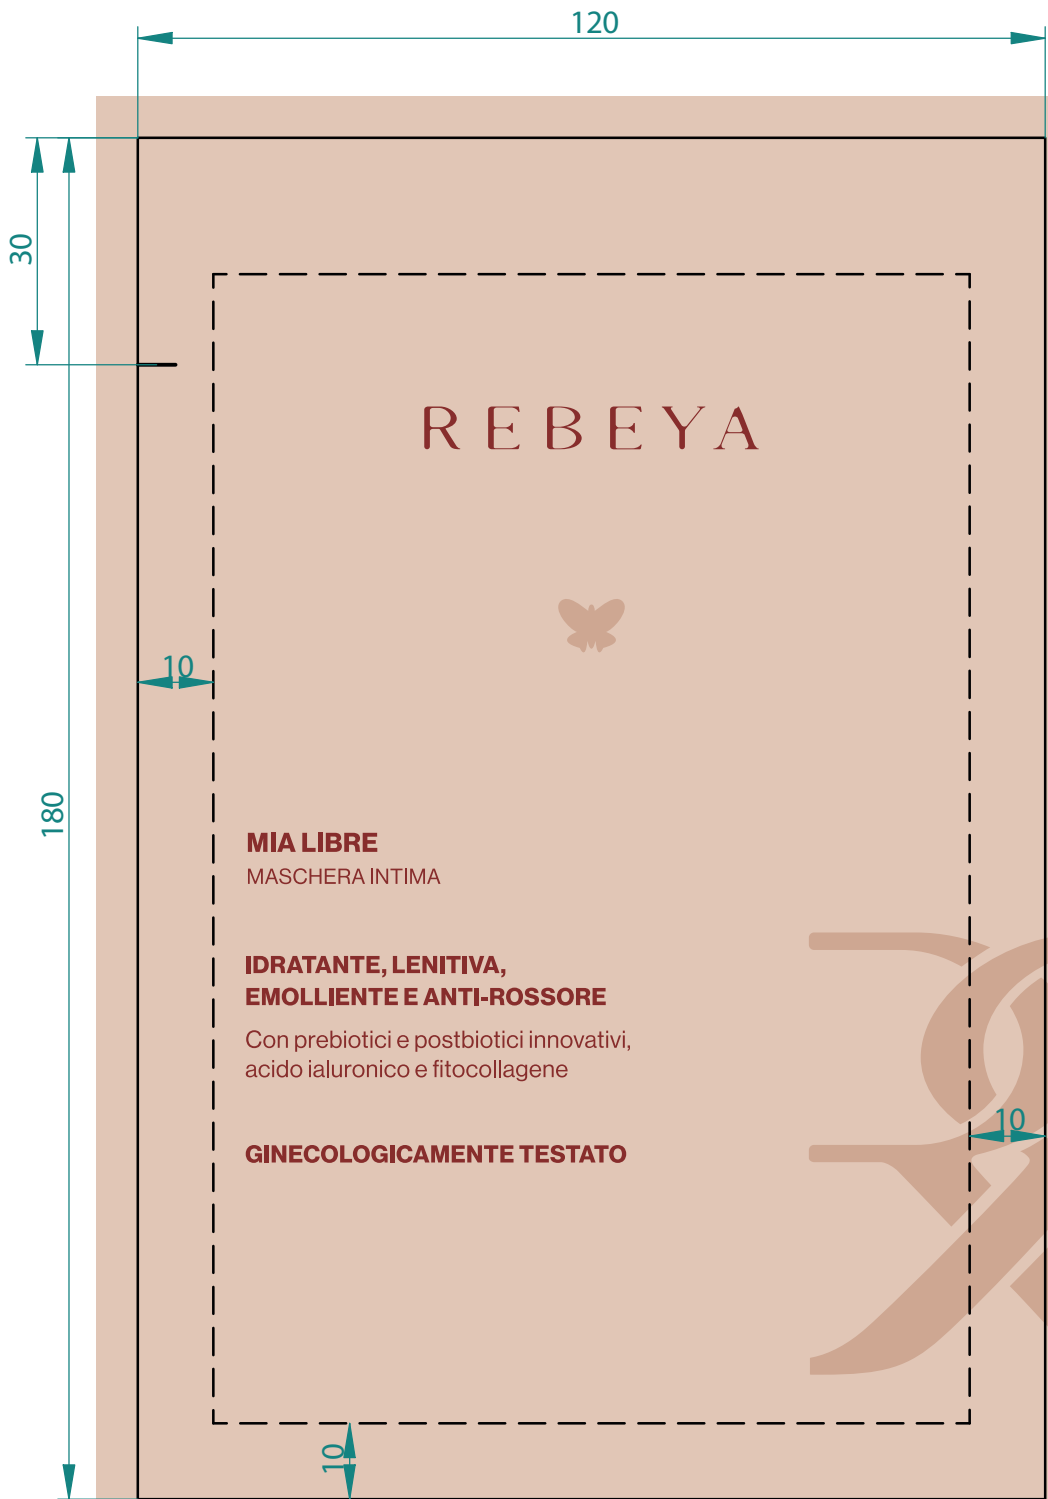 120
30
REBEYA
10
180
MIA LIBRE
MASCHERA INTIMA
IDRATANTE, LENITIVA,
EMOLLIENTE E ANTI-ROSSORE
Con prebiotici e postbiotici innovativi,
acido ialuronico e fitocollagene
10
GINECOLOGICAMENTE TESTATO
10